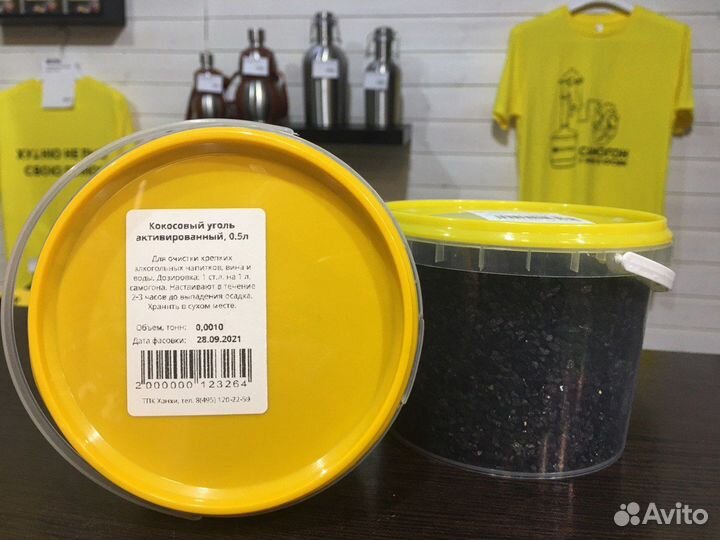 Кокосовый уголь
активированный, 0.5л
Для очистки крепких
алкогольных напитков, вина и
воды. Дозировка: 1 ст.л. на 1 л.
самогона. Настаивают в течение
2-3 часов до выпадения осадка.
Хранить в сухом месте.
Объем, тонн: 0,0010
Дата фасовки: 28.09.2021
2 000000 123264
ТПК Ханхи, тел. 8(495) 120-22-59
Avito